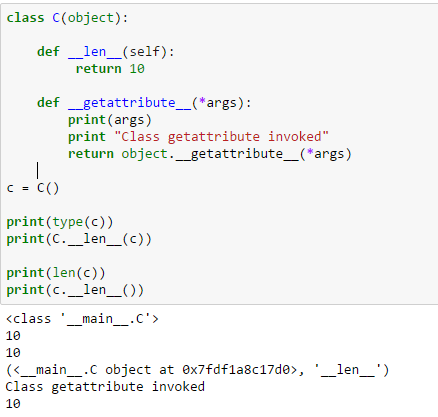 class C(object):
    def __len__(self):
         return 10
    def __getattribute__(*args):
        print(args)
        print "Class getattribute invoked"
        return object.__getattribute__(*args)
c = C()
print(type(c))
print(C.__len__(c))
print(len(c))
print(c.__len__())
<class '__main__.C'>
10
10
(<__main__.C object at 0x7fdf1a8c17d0>, '__len__')
Class getattribute invoked
10